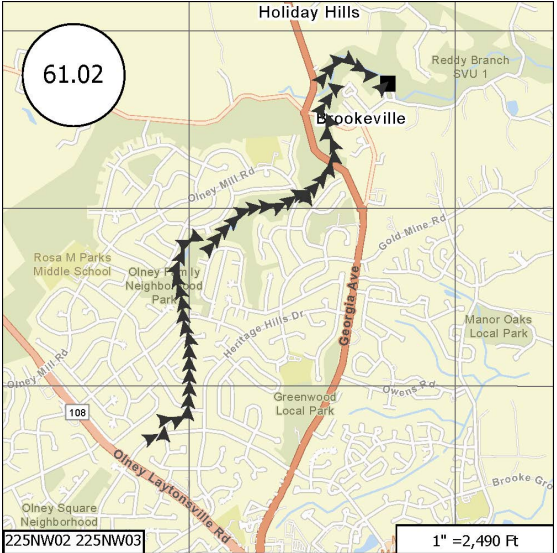 Holiday Hills
61.02
Reddy Branch
SVU 1
Brookeville
Olney Mill Rd
Gold Mine Rd
Rosa M Parks
Middle School
Olney Family
Neighborhood
Park
Georgia Ave
Manor Oaks
Local Park
Heritage Hills Dr
Olney Mill Rd
Owens Rd
Greenwood
Local Park
108
Olney Laytonsville Rd
Brooke Gro
Olney Square
Neighborhood
225NW02 225NW03
1" =2,490 Ft